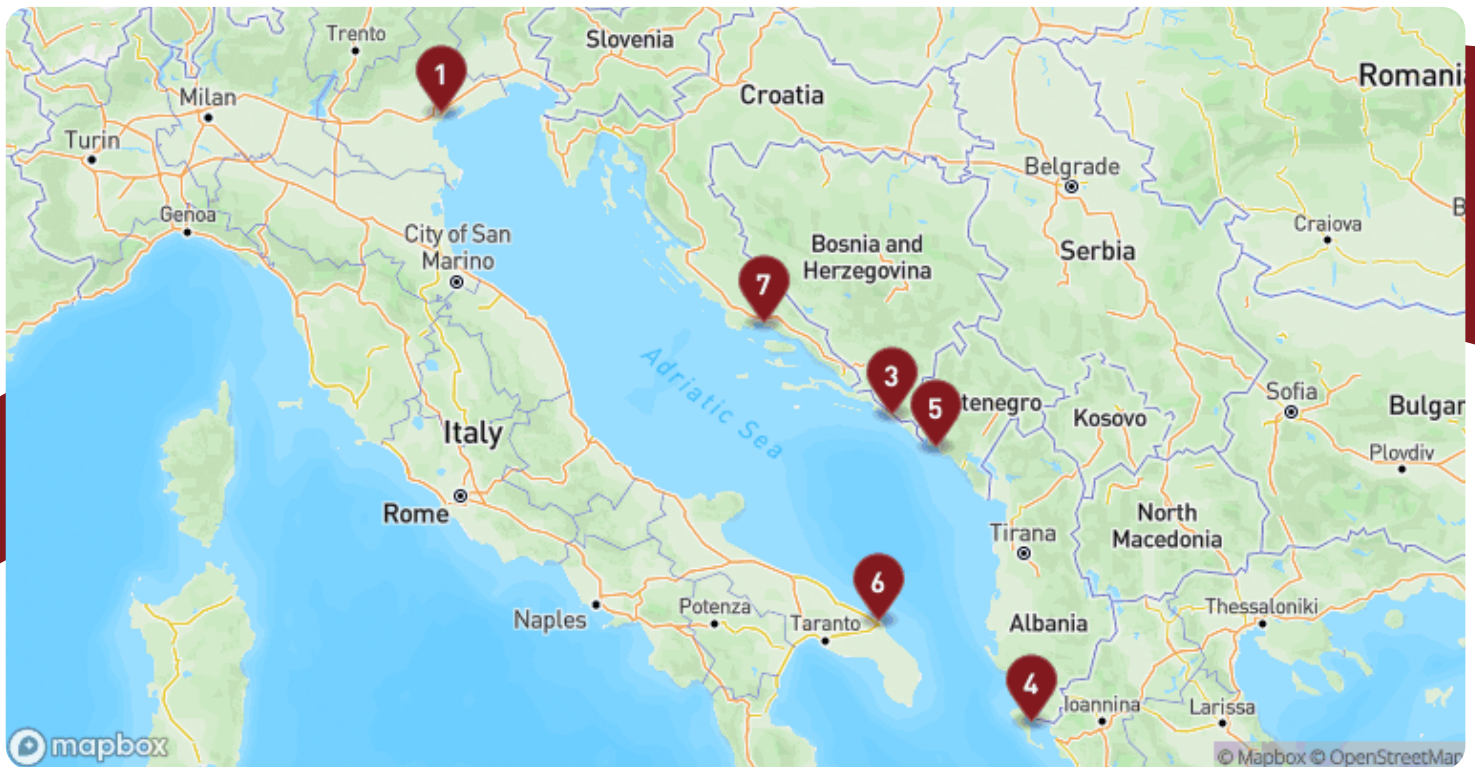 Trento
Slovenia
Romani
1
Milan
Croatia
Turin
Belgrade
Genoa
Craiova
City of San
Marino
Bosnia and
Herzegovina
Serbia
7
Adriatic Sea
3
5
tenegro
Kosovo
Sofia
Bulgar
Italy
Plovdiv
Rome
North
Macedonia
Tirana
6
Naples
Potenza
Taranto
Albania
Thessaloniki
4
Ioannina
Larissa
mapbox
© Mapbox © OpenStreetMap